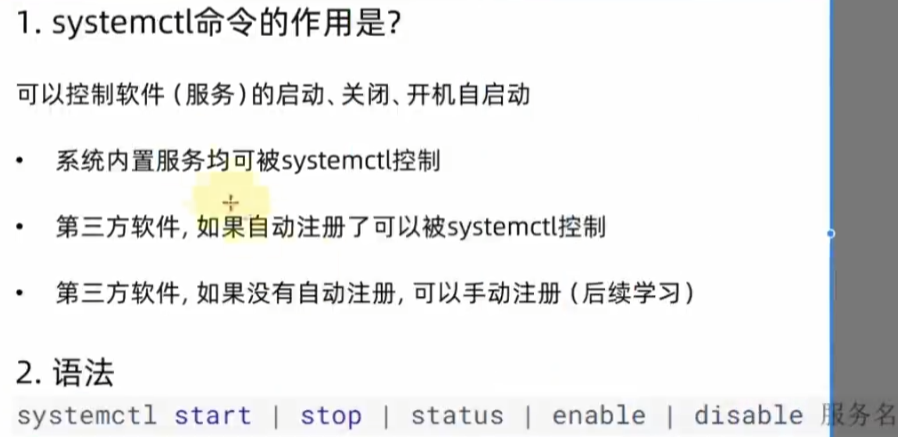 1. systemctl命令的作用是?
可以控制软件（服务）的启动、关闭、开机自启动
• 系统内置服务均可被systemctl控制
• 第三方软件, 如果自动注册了可以被systemctl控制
• 第三方软件, 如果没有自动注册, 可以手动注册（后续学习）
2. 语法
systemctl start | stop | status | enable | disable 服务名